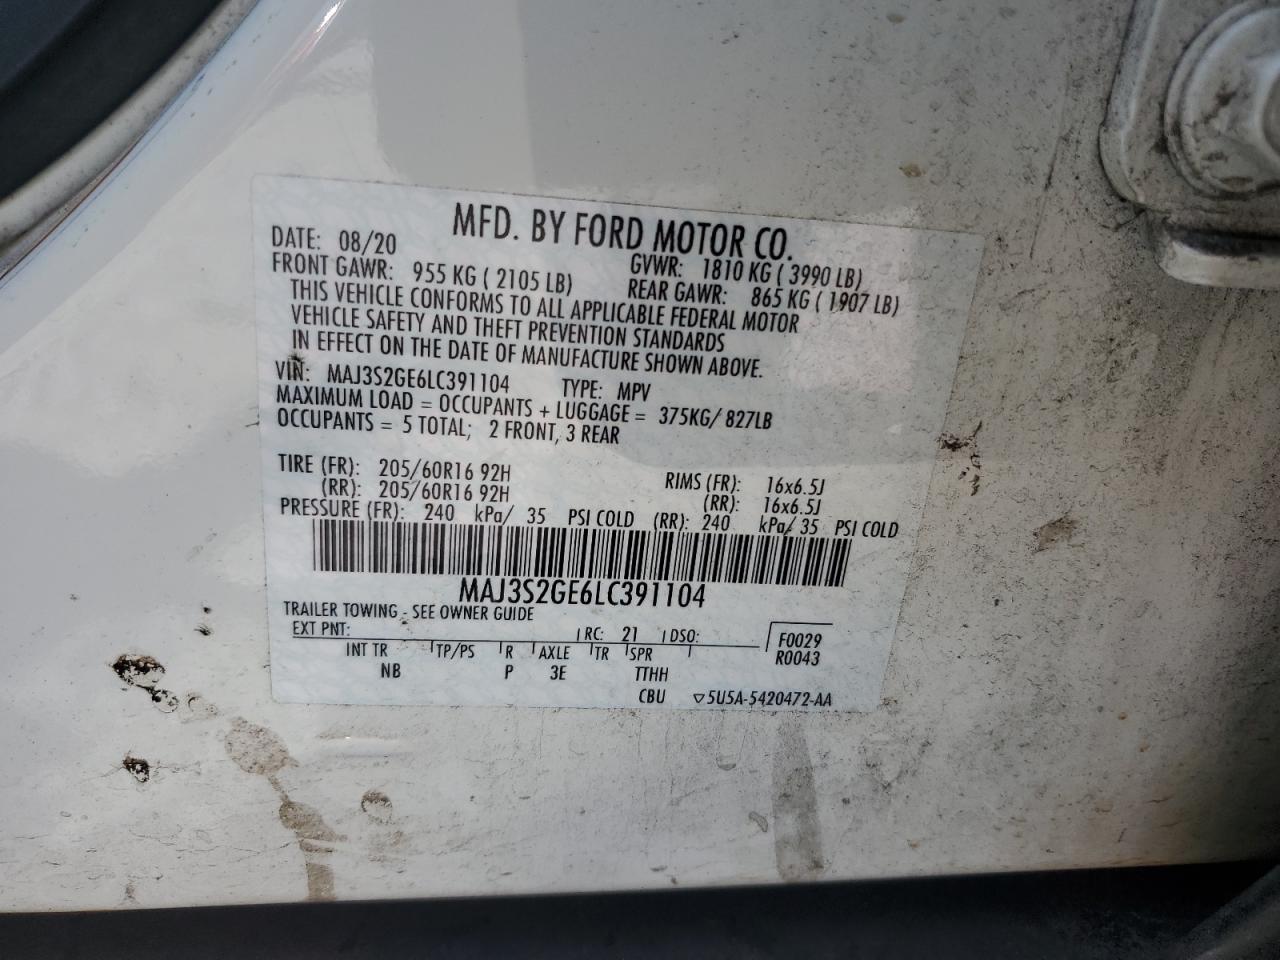 MFD. BY FORD MOTOR CO.
DATE: 08/20 GVWR: 1810 KG ( 3990 LB)
FRONT GAWR: 955 KG ( 2105 LB) REAR GAWR: 865 KG ( 1907 LB)
THIS VEHICLE CONFORMS TO ALL APPLICABLE FEDERAL MOTOR
VEHICLE SAFETY AND THEFT PREVENTION STANDARDS
IN EFFECT ON THE DATE OF MANUFACTURE SHOWN ABOVE.
VIN: MAJ3S2GE6LC391104 TYPE: MPV
MAXIMUM LOAD = OCCUPANTS + LUGGAGE = 375KG/ 827LB
OCCUPANTS = 5 TOTAL; 2 FRONT, 3 REAR
TIRE (FR): 205/60R16 92H RIMS (FR): 16x6.5J
(RR): 205/60R16 92H (RR): 16x6.5J
PRESSURE (FR): 240 kPa/ 35 PSI COLD (RR): 240 kPa/ 35 PSI COLD
MAJ3S2GE6LC391104
TRAILER TOWING - SEE OWNER GUIDE
EXT PNT: RC: 21 DSO: F0029
INT TR TP/PS R AXLE TR SPR R0043
NB P 3E TTHH
CBU ▽5U5A-5420472-AA